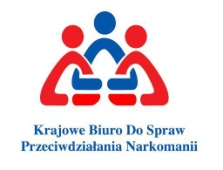 Krajowe Biuro Do Spraw
Przeciwdziałania Narkomanii